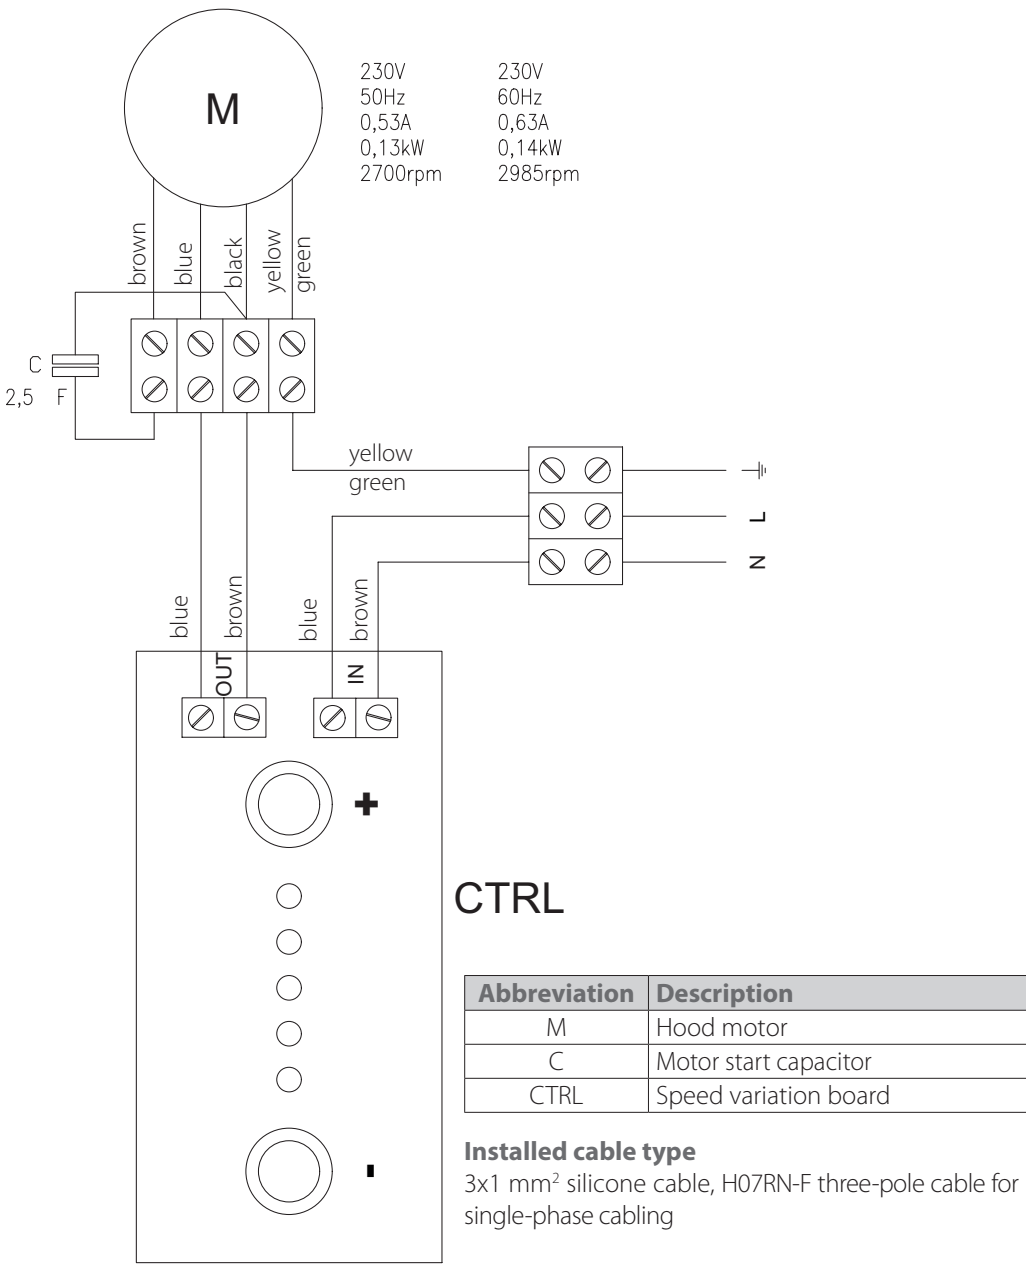 M
230V
50Hz
0,53A
0,13kW
2700rpm
230V
60Hz
0,63A
0,14kW
2985rpm
brown
blue
black
yellow
green
C
2,5 F
yellow
green
L
N
blue
brown
blue
brown
OUT
IN
+
-
CTRL
Abbreviation Description
M Hood motor
C Motor start capacitor
CTRL Speed variation board
Installed cable type
3x1 mm² silicone cable, H07RN-F three-pole cable for
single-phase cabling